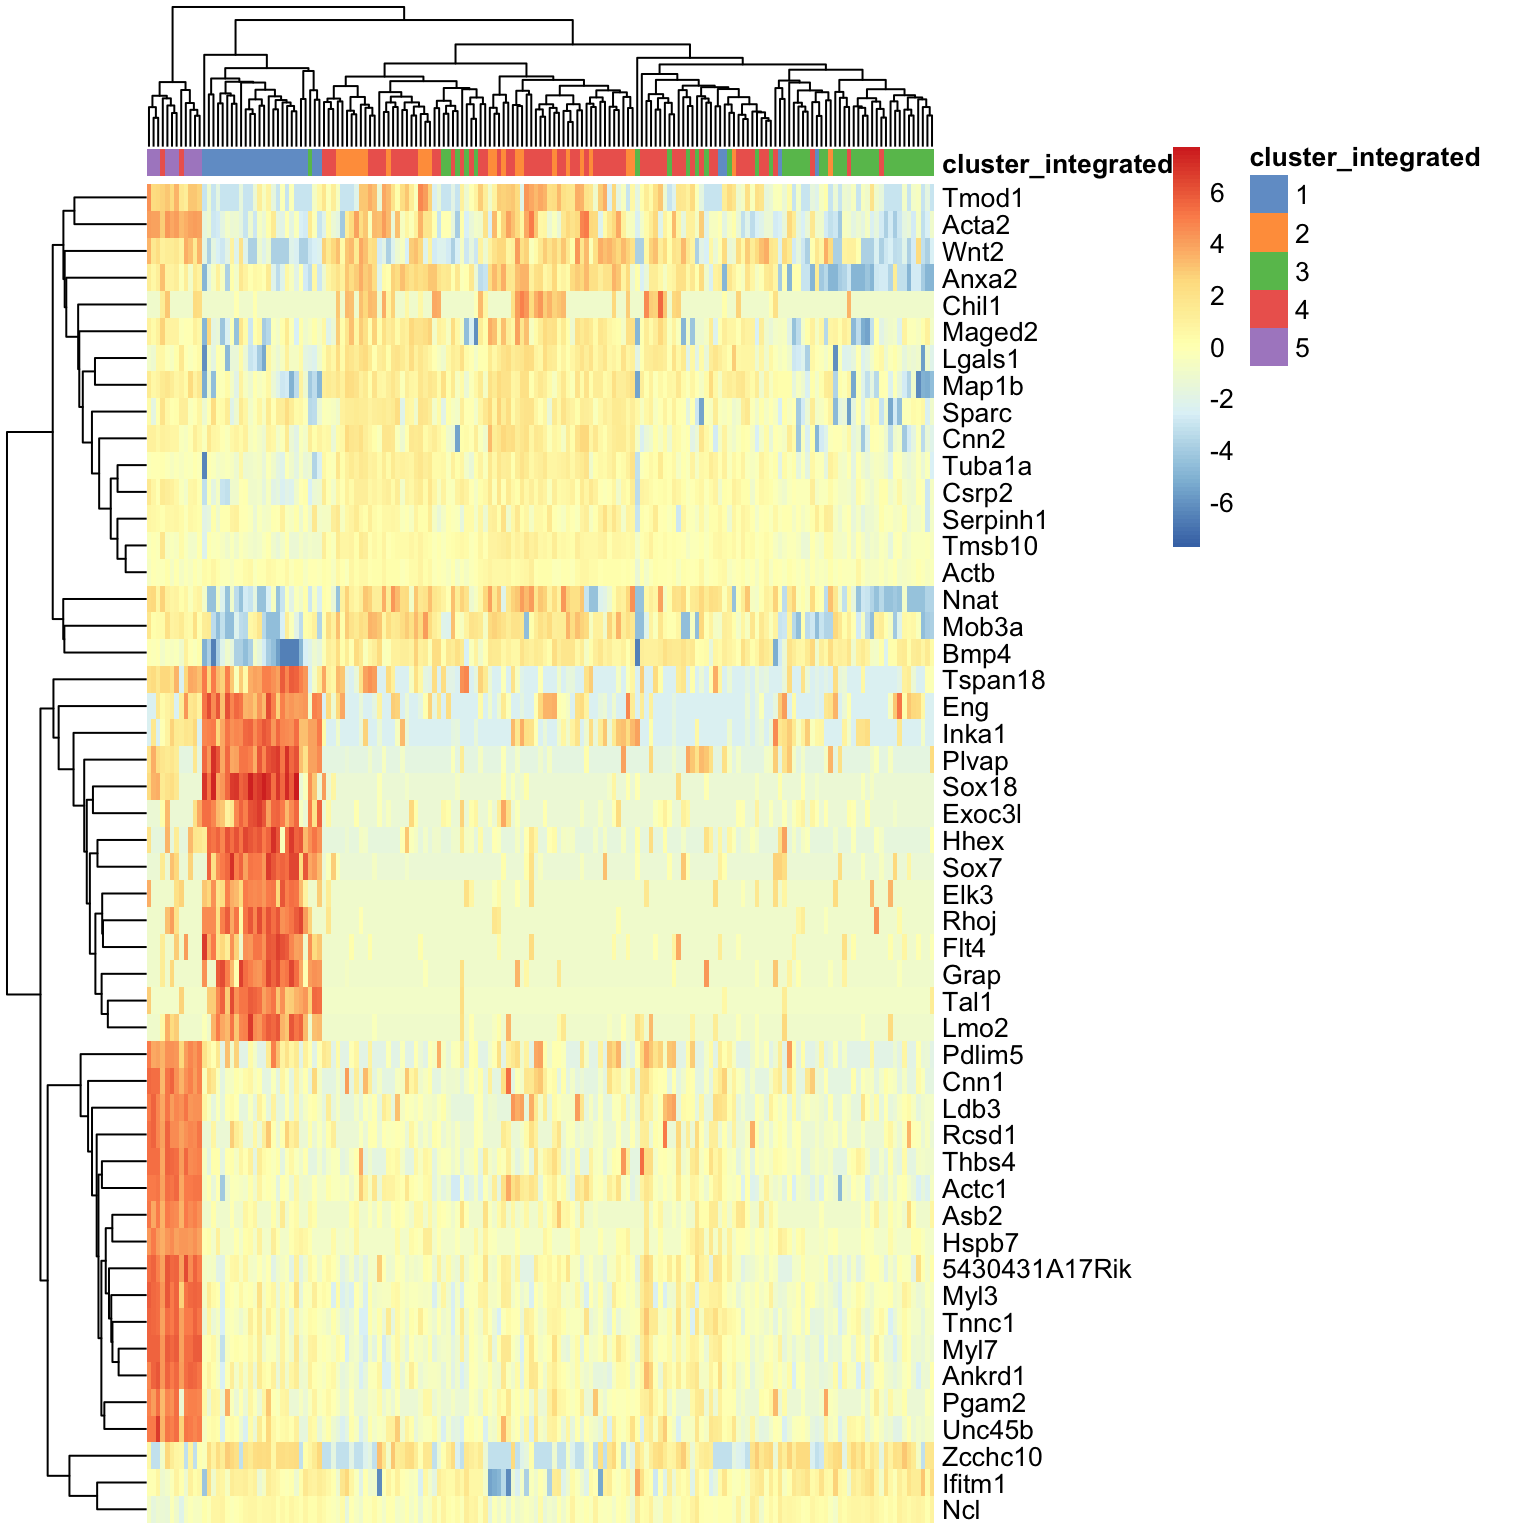 cluster_integrated
Tmod1
Acta2
Wnt2
Anxa2
Chil1
Maged2
Lgals1
Map1b
Sparc
Cnn2
Tuba1a
Csrp2
Serpinh1
Tmsb10
Actb
Nnat
Mob3a
Bmp4
Tspan18
Eng
Inka1
Plvap
Sox18
Exoc3l
Hhex
Sox7
Elk3
Rhoj
Flt4
Grap
Tal1
Lmo2
Pdlim5
Cnn1
Ldb3
Rcsd1
Thbs4
Actc1
Asb2
Hspb7
5430431A17Rik
Myl3
Tnnc1
Myl7
Ankrd1
Pgam2
Unc45b
Zcchc10
Ifitm1
Ncl
6
4
2
0
-2
-4
-6
cluster_integrated
1
2
3
4
5